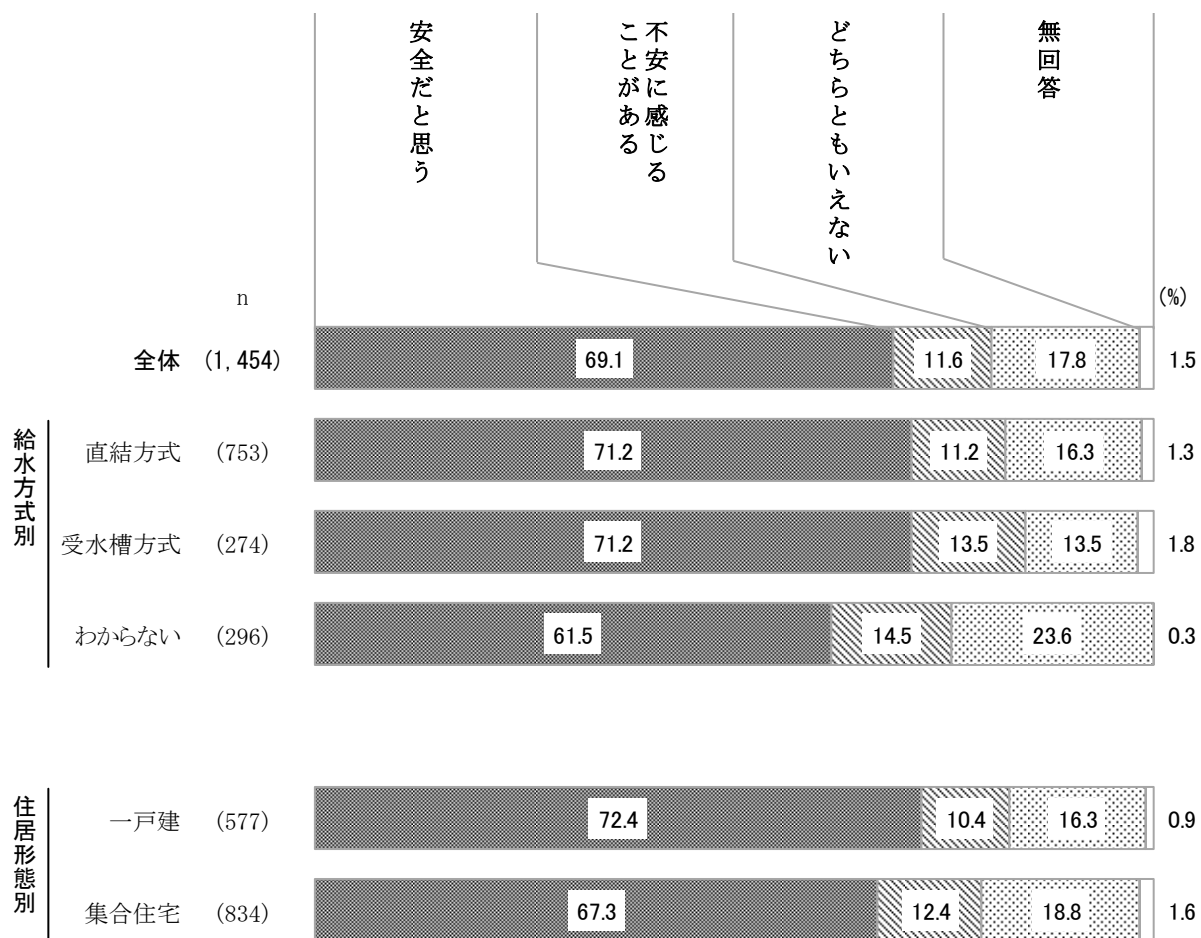 安全だと思う
不安に感じる
ことがある
どちらともいえない
無回答
n
(%)
全体 (1,454) 69.1 11.6 17.8 1.5
給水方式別
直結方式 (753) 71.2 11.2 16.3 1.3
受水槽方式 (274) 71.2 13.5 13.5 1.8
わからない (296) 61.5 14.5 23.6 0.3
住居形態別
一戸建 (577) 72.4 10.4 16.3 0.9
集合住宅 (834) 67.3 12.4 18.8 1.6